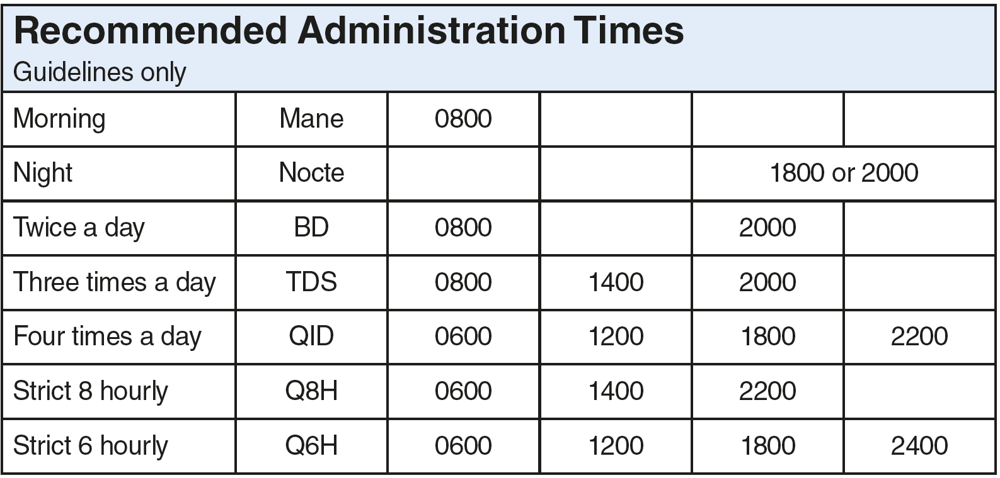 Recommended Administration Times
Guidelines only
Morning Mane 0800
Night Nocte 1800 or 2000
Twice a day BD 0800 2000
Three times a day TDS 0800 1400 2000
Four times a day QID 0600 1200 1800 2200
Strict 8 hourly Q8H 0600 1400 2200
Strict 6 hourly Q6H 0600 1200 1800 2400